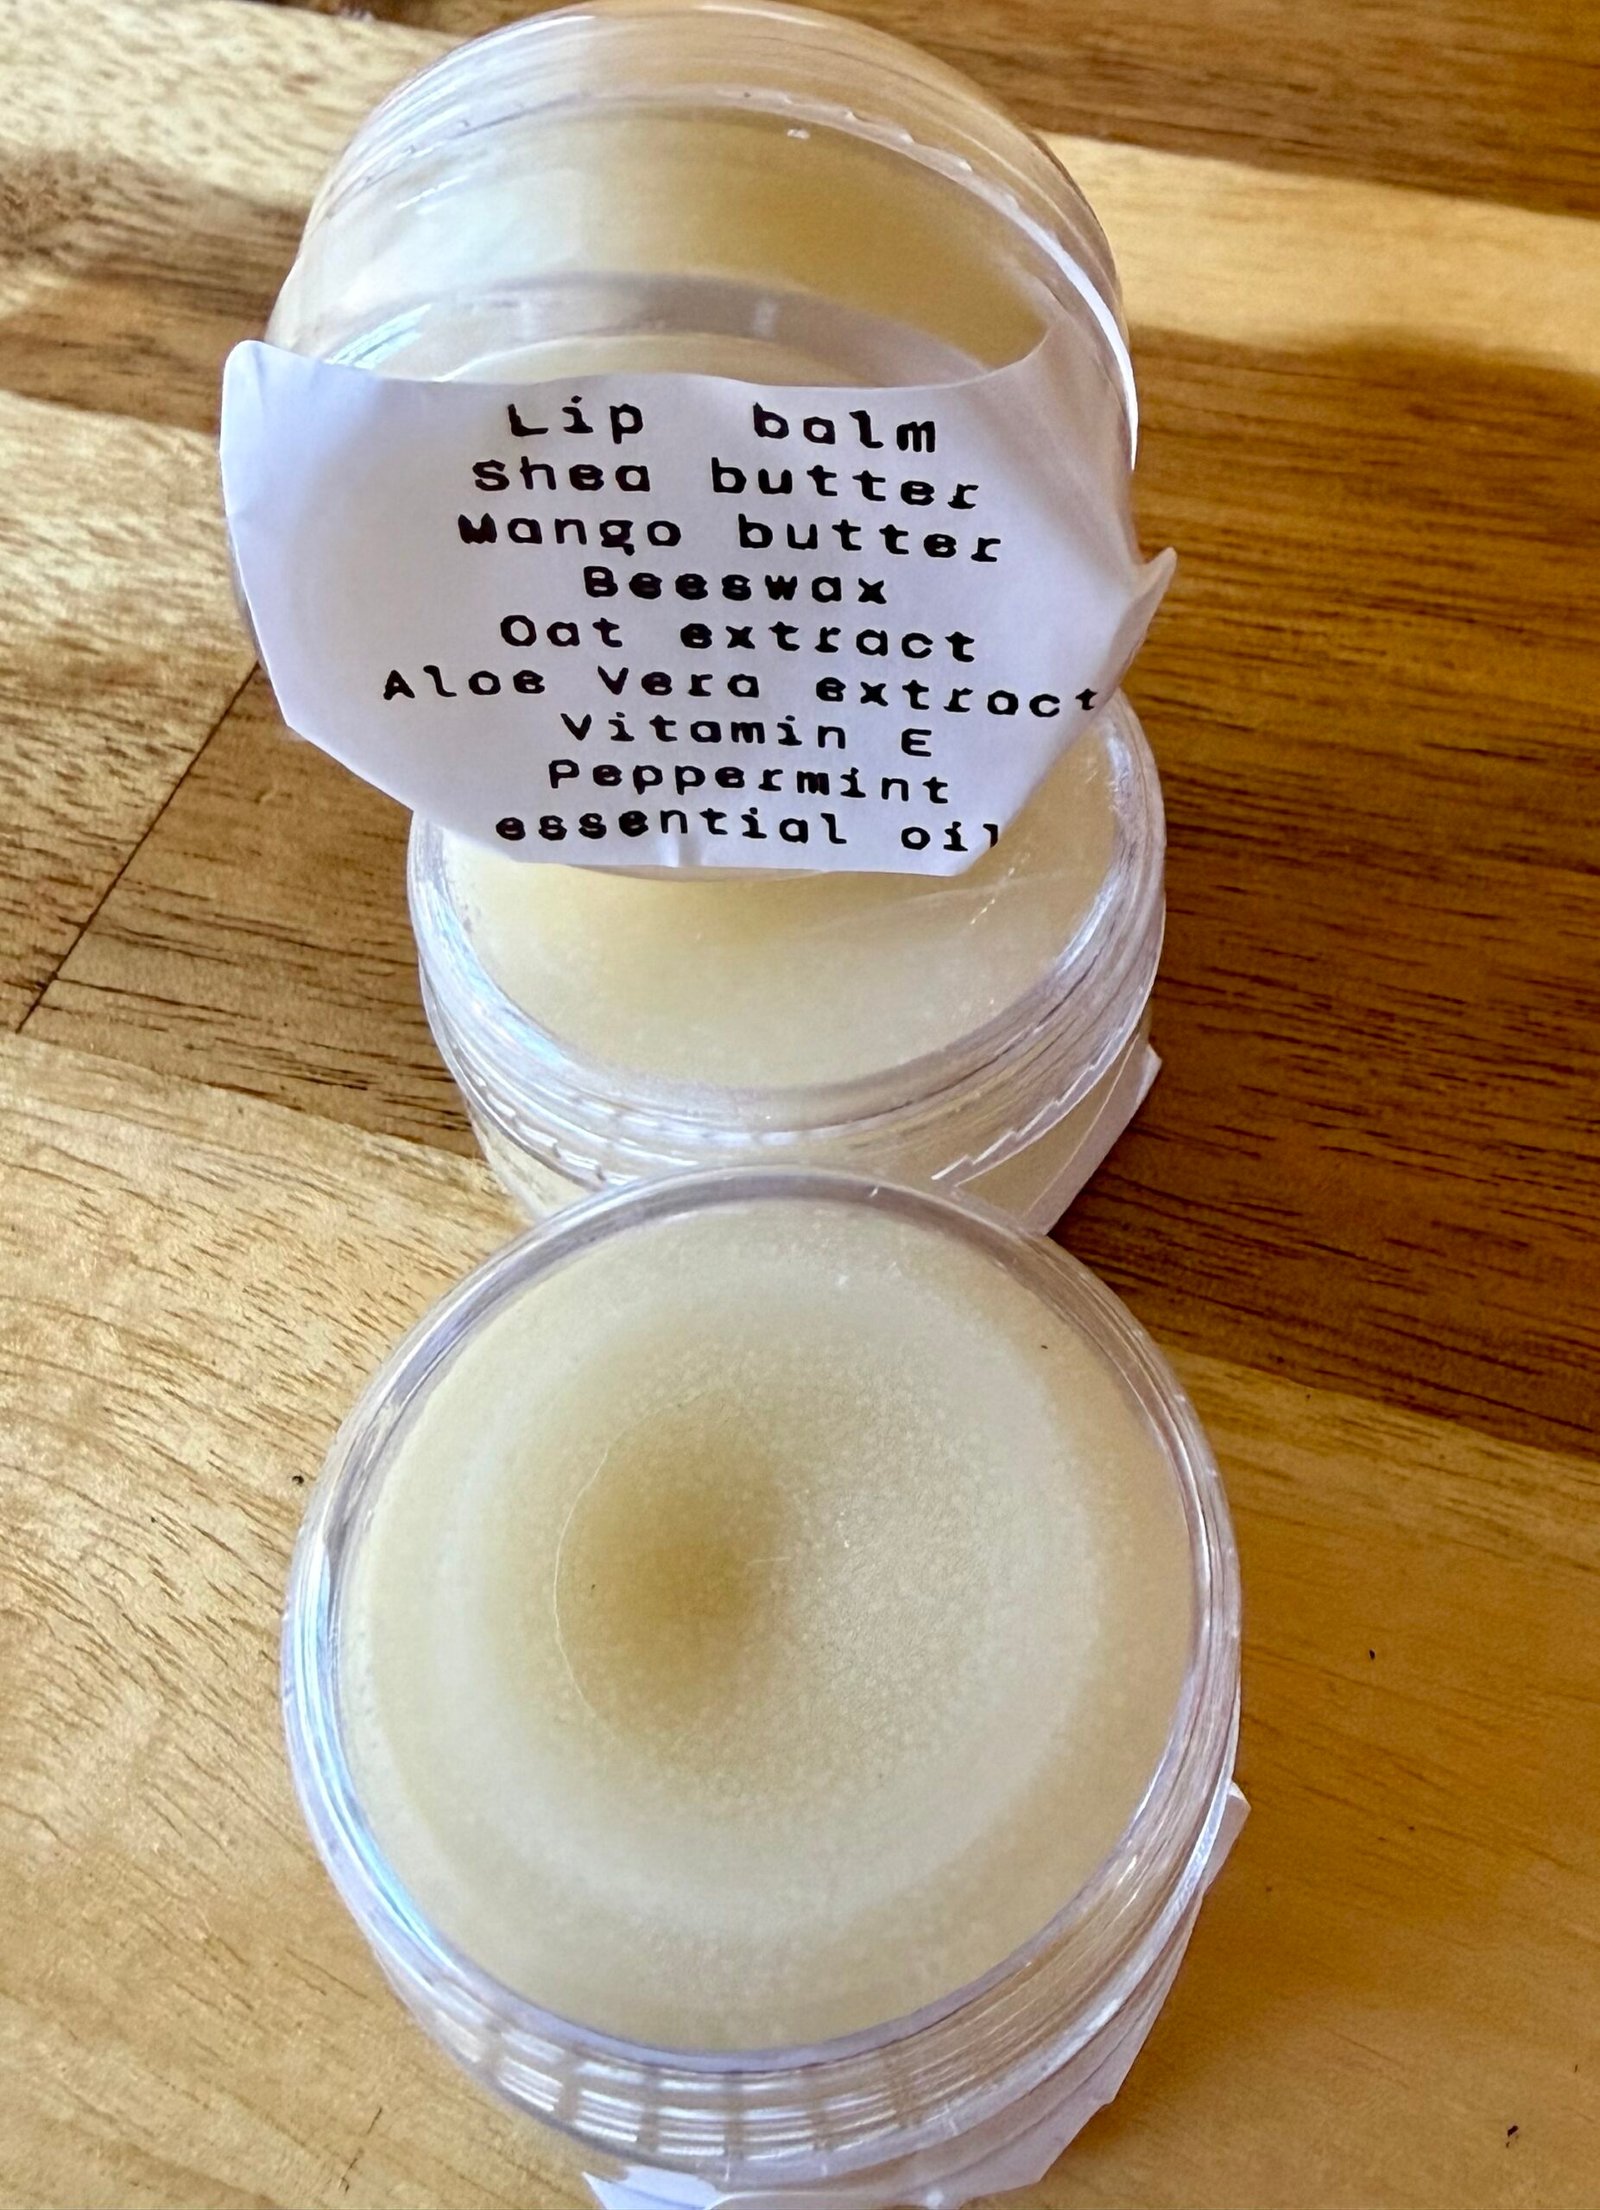 Lip balm
Shea butter
Mango butter
Beeswax
Oat extract
Aloe Vera extract
Vitamin E
Peppermint
essential oil